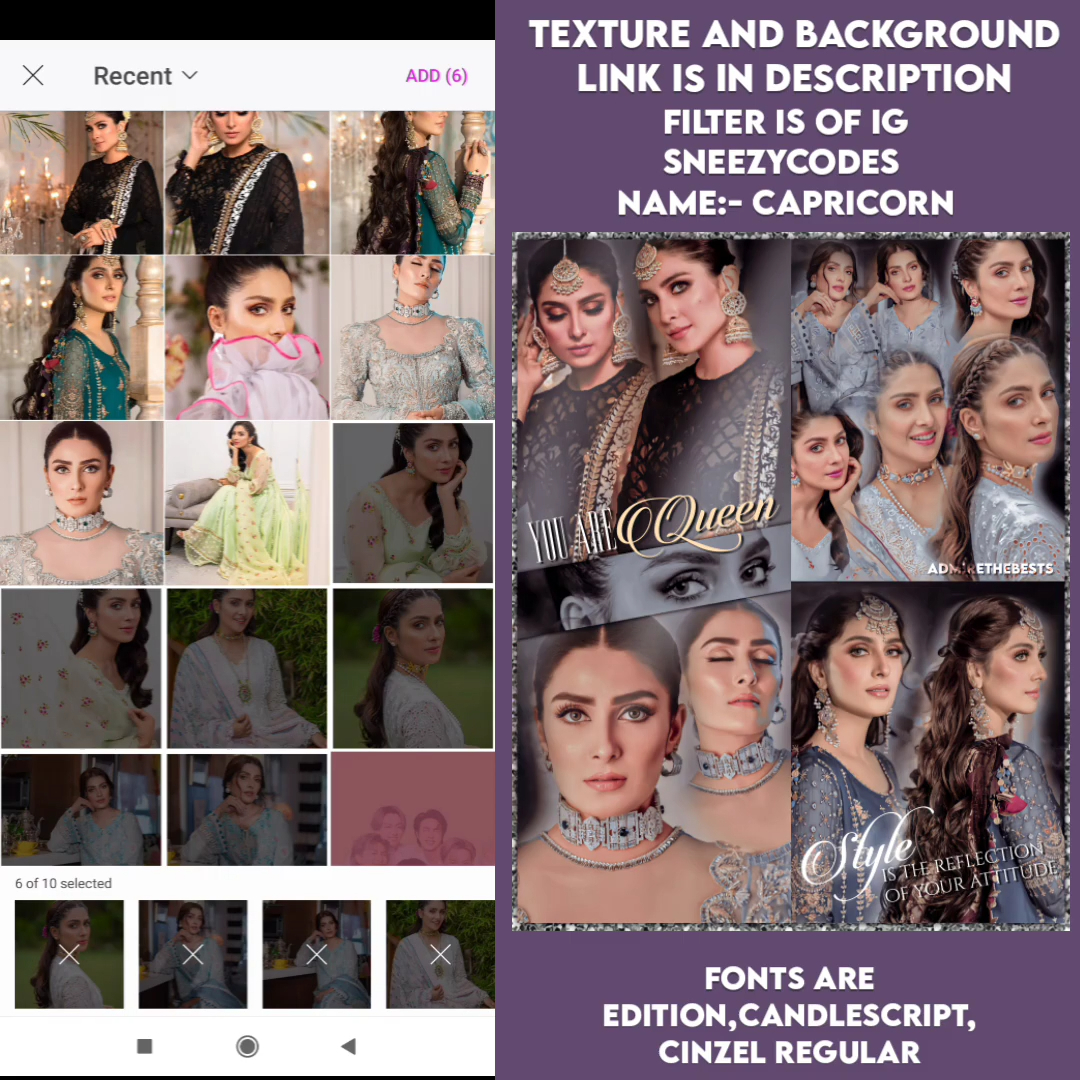 Recent
ADD (6)
6 of 10 selected
TEXTURE AND BACKGROUND
LINK IS IN DESCRIPTION
FILTER IS OF IG
SNEEZYCODES
NAME:- CAPRICORN
YOU ARE Queen
ADMIRETHEBESTS
Style
IS THE REFLECTION
OF YOUR ATTITUDE
FONTS ARE
EDITION,CANDLESCRIPT,
CINZEL REGULAR